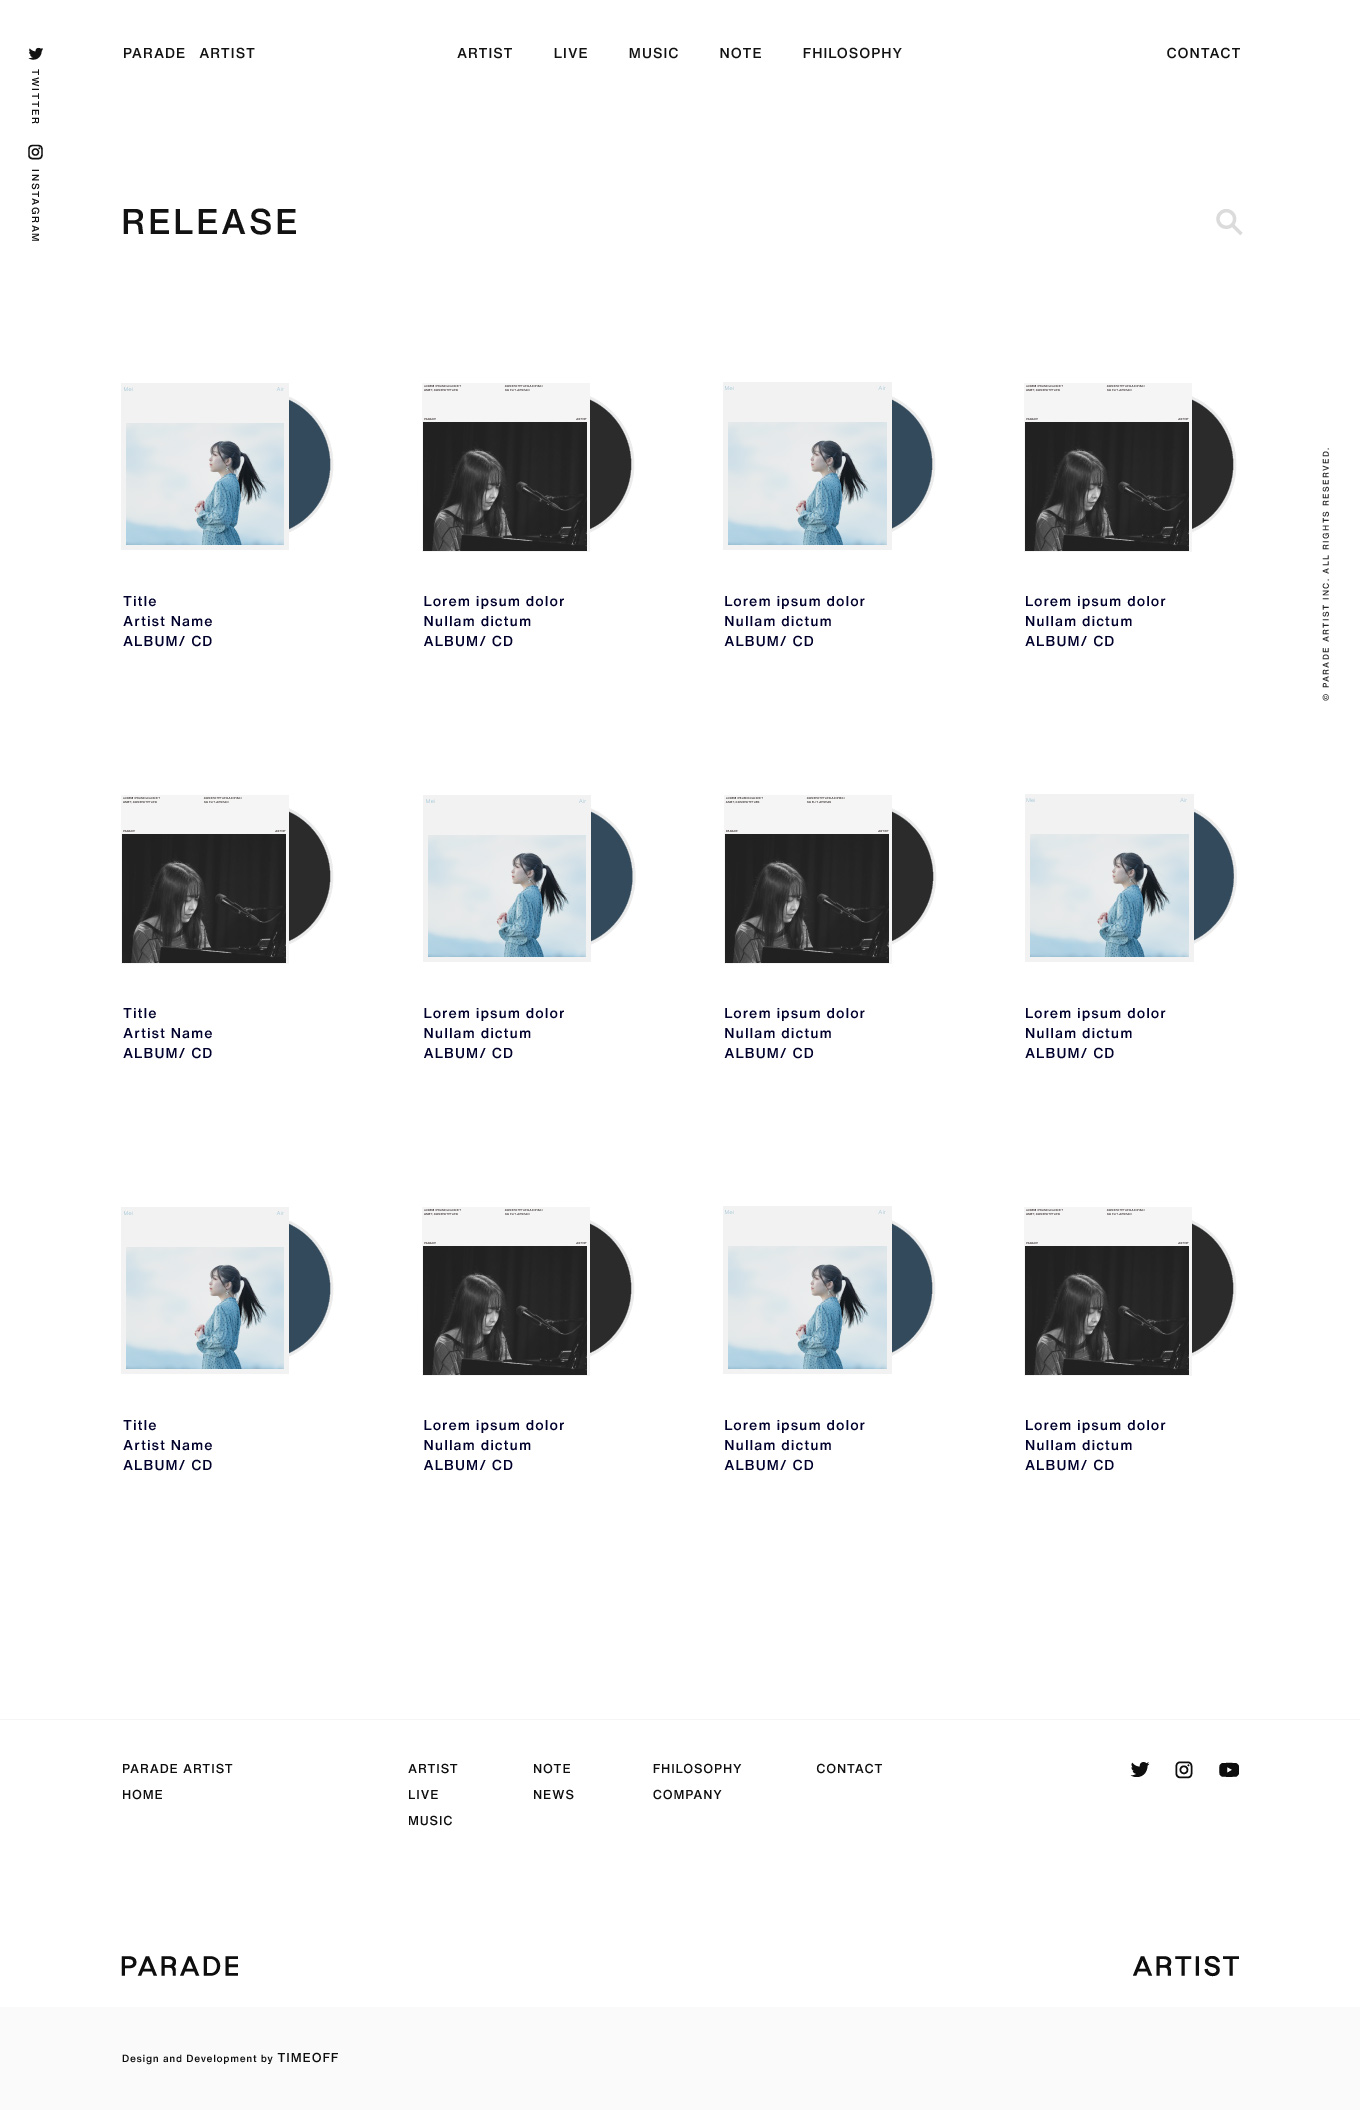 PARADE ARTIST
ARTIST
LIVE
MUSIC
NOTE
FHILOSOPHY
CONTACT
TWITTER
INSTAGRAM
RELEASE
Title
Artist Name
ALBUM/ CD
Lorem ipsum dolor
Nullam dictum
ALBUM/ CD
Lorem ipsum dolor
Nullam dictum
ALBUM/ CD
Lorem ipsum dolor
Nullam dictum
ALBUM/ CD
© PARADE ARTIST INC. ALL RIGHTS RESERVED.
Title
Artist Name
ALBUM/ CD
Lorem ipsum dolor
Nullam dictum
ALBUM/ CD
Lorem ipsum dolor
Nullam dictum
ALBUM/ CD
Lorem ipsum dolor
Nullam dictum
ALBUM/ CD
Title
Artist Name
ALBUM/ CD
Lorem ipsum dolor
Nullam dictum
ALBUM/ CD
Lorem ipsum dolor
Nullam dictum
ALBUM/ CD
Lorem ipsum dolor
Nullam dictum
ALBUM/ CD
PARADE ARTIST
HOME
ARTIST
LIVE
MUSIC
NOTE
NEWS
FHILOSOPHY
COMPANY
CONTACT
PARADE
ARTIST
Design and Development by TIMEOFF